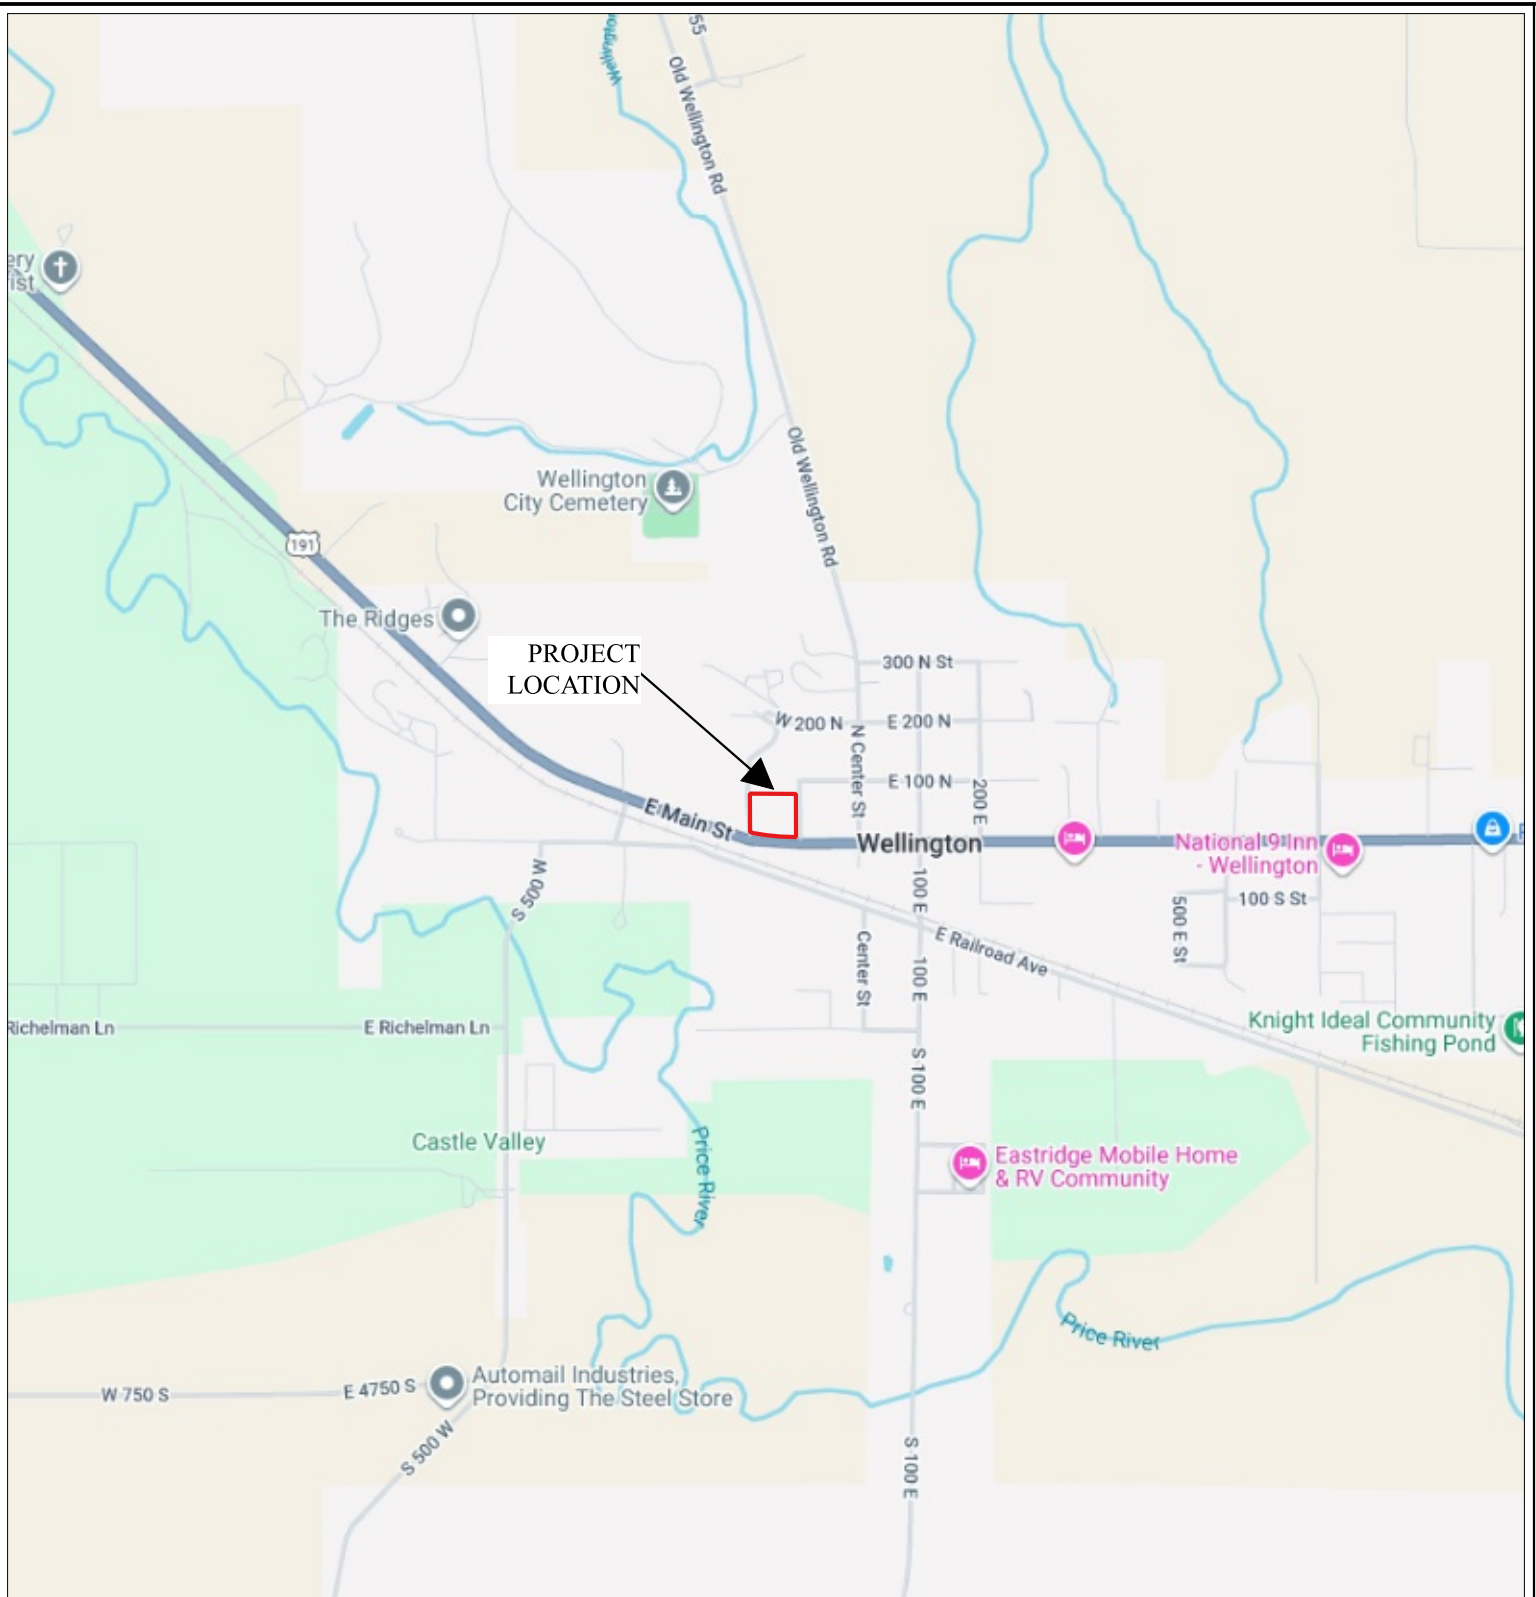 Wellington
55
Old Wellington Rd
ery
ist
Old Wellington Rd
Wellington
City Cemetery
191
The Ridges
PROJECT
LOCATION
300 N St
W 200 N
E 200 N
N Center St
E 100 N
200 E
E Main St
Wellington
National 9 Inn
- Wellington
S 500 W
100 E
100 S St
500 E St
E Railroad Ave
Center St
100 E
Richelman Ln
E Richelman Ln
Knight Ideal Community
Fishing Pond
S 100 E
Castle Valley
Price River
Eastridge Mobile Home
& RV Community
Price River
W 750 S
E 4750 S
Automail Industries,
Providing The Steel Store
S 500 W
S 100 E